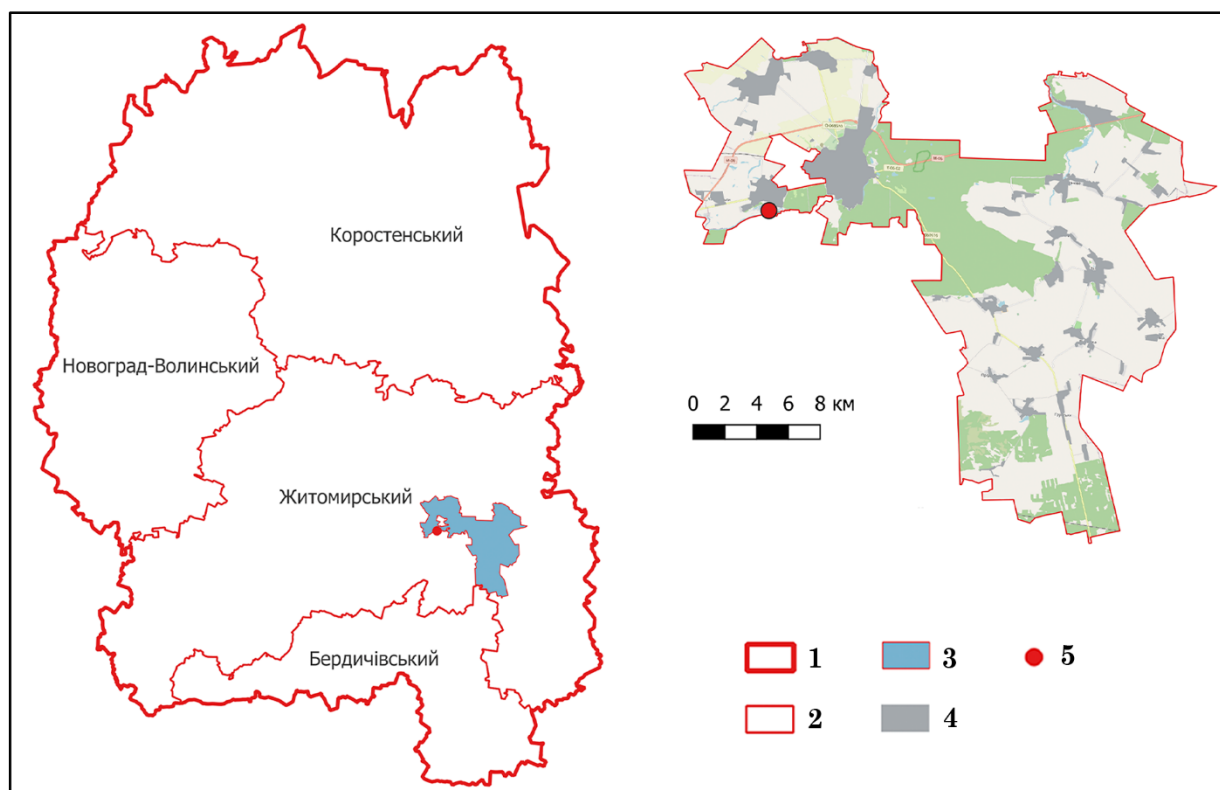 Коростенський
Новоград-Волинський
Житомирський
Бердичівський
0 2 4 6 8 км
1
3
5
2
4